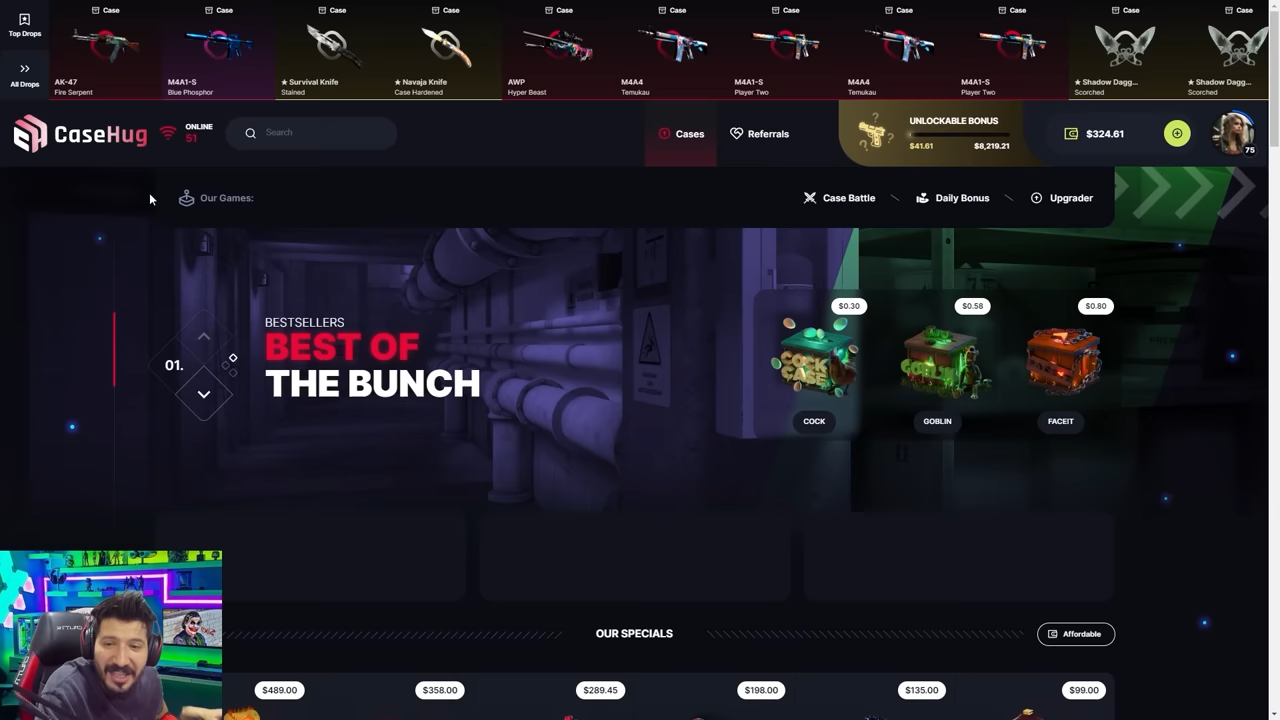 Top Drops
All Drops
Case
AK-47
Fire Serpent
Case
M4A1-S
Blue Phosphor
Case
★ Survival Knife
Stained
Case
★ Navaja Knife
Case Hardened
Case
AWP
Hyper Beast
Case
M4A4
Temukau
Case
M4A1-S
Player Two
Case
M4A4
Temukau
Case
M4A1-S
Player Two
Case
★ Shadow Dagg...
Scorched
Case
★ Shadow Dagg...
Scorched
CaseHug
ONLINE
51
Search
Cases
Referrals
UNLOCKABLE BONUS
$41.61 $8,219.21
$324.61
75
Our Games:
Case Battle
Daily Bonus
Upgrader
01.
BESTSELLERS
BEST OF
THE BUNCH
$0.30
COCK
CASE
COCK
$0.58
GOBLIN
GOBLIN
$0.80
FACEIT
OUR SPECIALS
Affordable
$489.00
$358.00
$289.45
$198.00
$135.00
$99.00